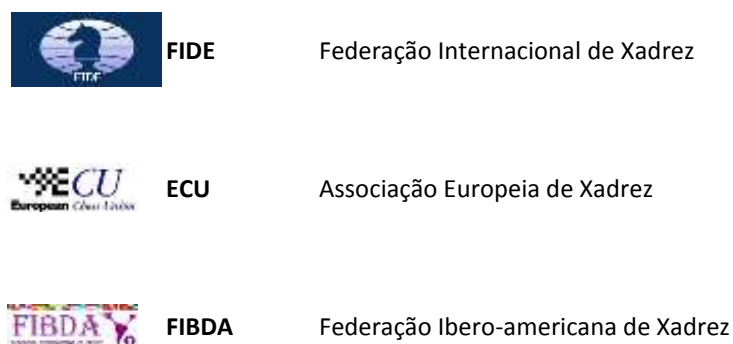 FIDE
FIDE Federação Internacional de Xadrez
ECU
European Chess Union
ECU Associação Europeia de Xadrez
FIBDA
FIBDA Federação Ibero-americana de Xadrez